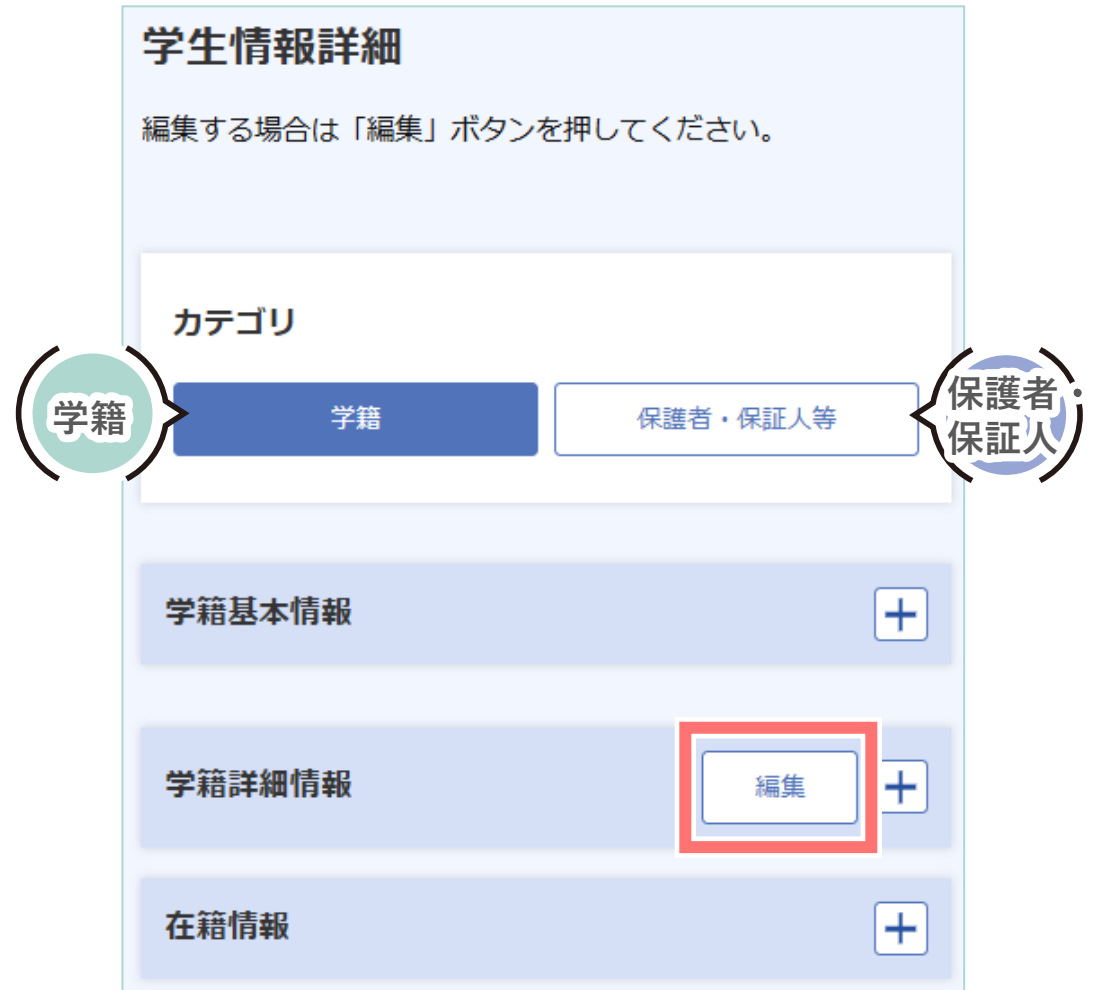 学生情報詳細
編集する場合は「編集」ボタンを押してください。
カテゴリ
学籍
学籍
保護者・保証人等
保護者・
保証人
学籍基本情報
学籍詳細情報
編集
在籍情報